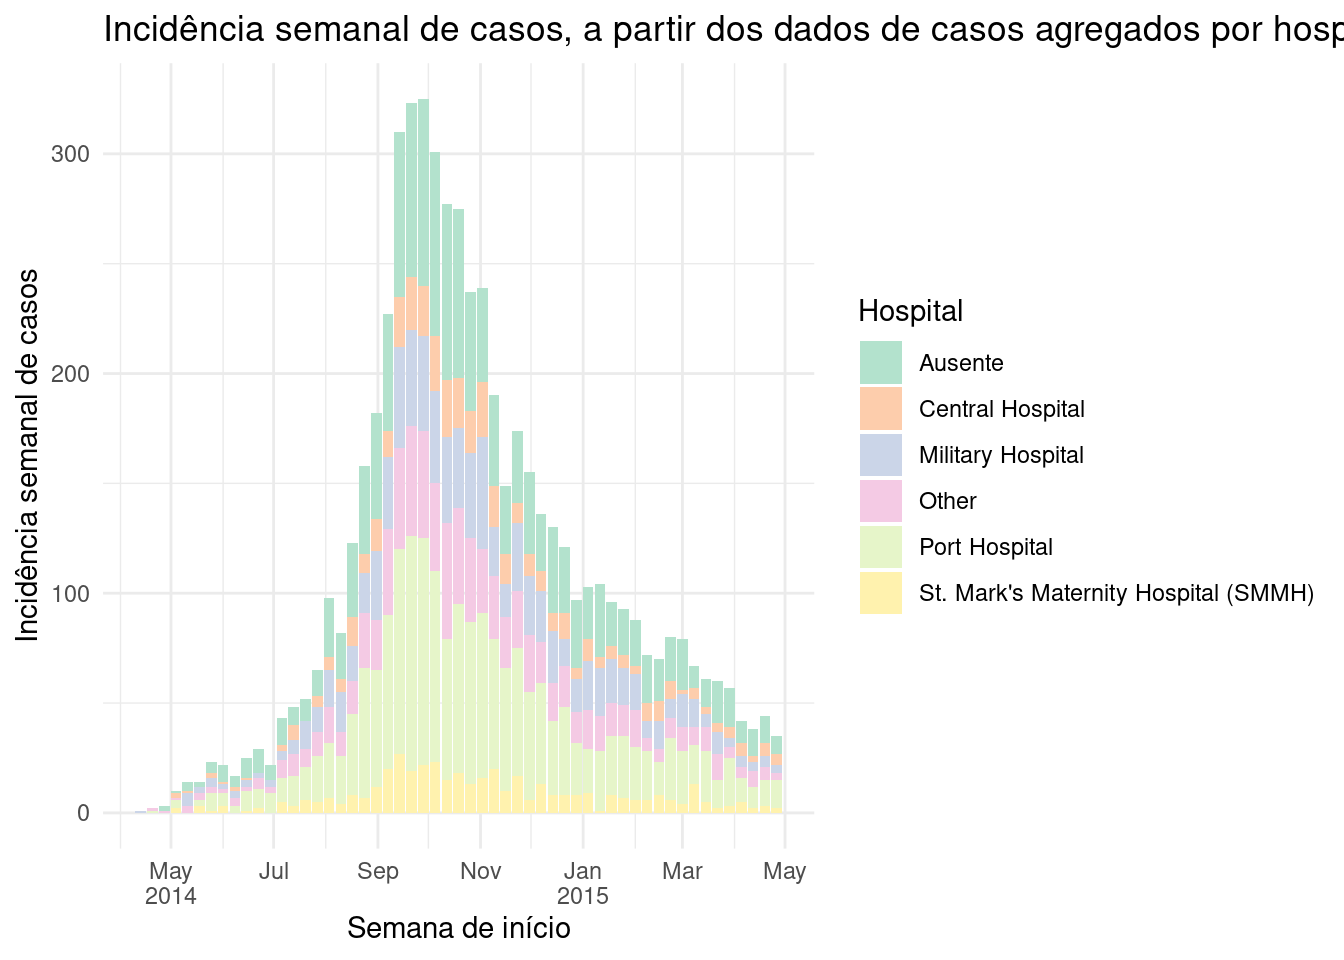 Incidência semanal de casos, a partir dos dados de casos agregados por hosp
Incidência semanal de casos
300
200
100
0
May
2014
Jul
Sep
Nov
Jan
2015
Mar
May
Semana de início
Hospital
Ausente
Central Hospital
Military Hospital
Other
Port Hospital
St. Mark's Maternity Hospital (SMMH)